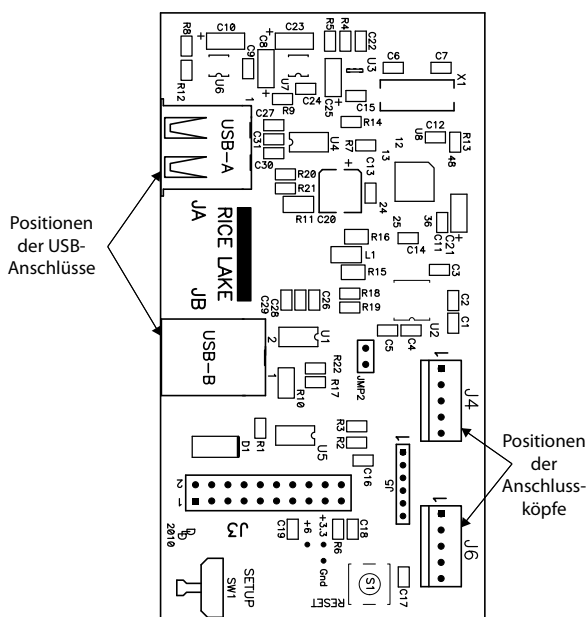 R8
C10
C23
R5
R4
C22
C8
C9
U6
U7
U3
C6
C7
X1
R12
R9
C24
C25
C15
1
C27
C31
C30
U4
R14
R7
C13
12
13
U8
C12
R13
48
USB-A
R20
R21
R11
C20
24
25
36
C11
C21
C14
Positionen
der USB-
Anschlüsse
JA
RICE LAKE
JB
R16
L1
R15
C3
C29
C28
C26
R18
R19
C2
C1
U2
C5
C4
USB-B
2
1
U1
R22
R17
R10
JMP2
1
J4
D1
R1
U5
R3
R2
C16
1
J5
Positionen
der
Anschluss-
köpfe
2
1
J3
2010
C19
+6
+3.3
Gnd
R6
C18
1
J6
SETUP
SW1
RESET
S1
C17